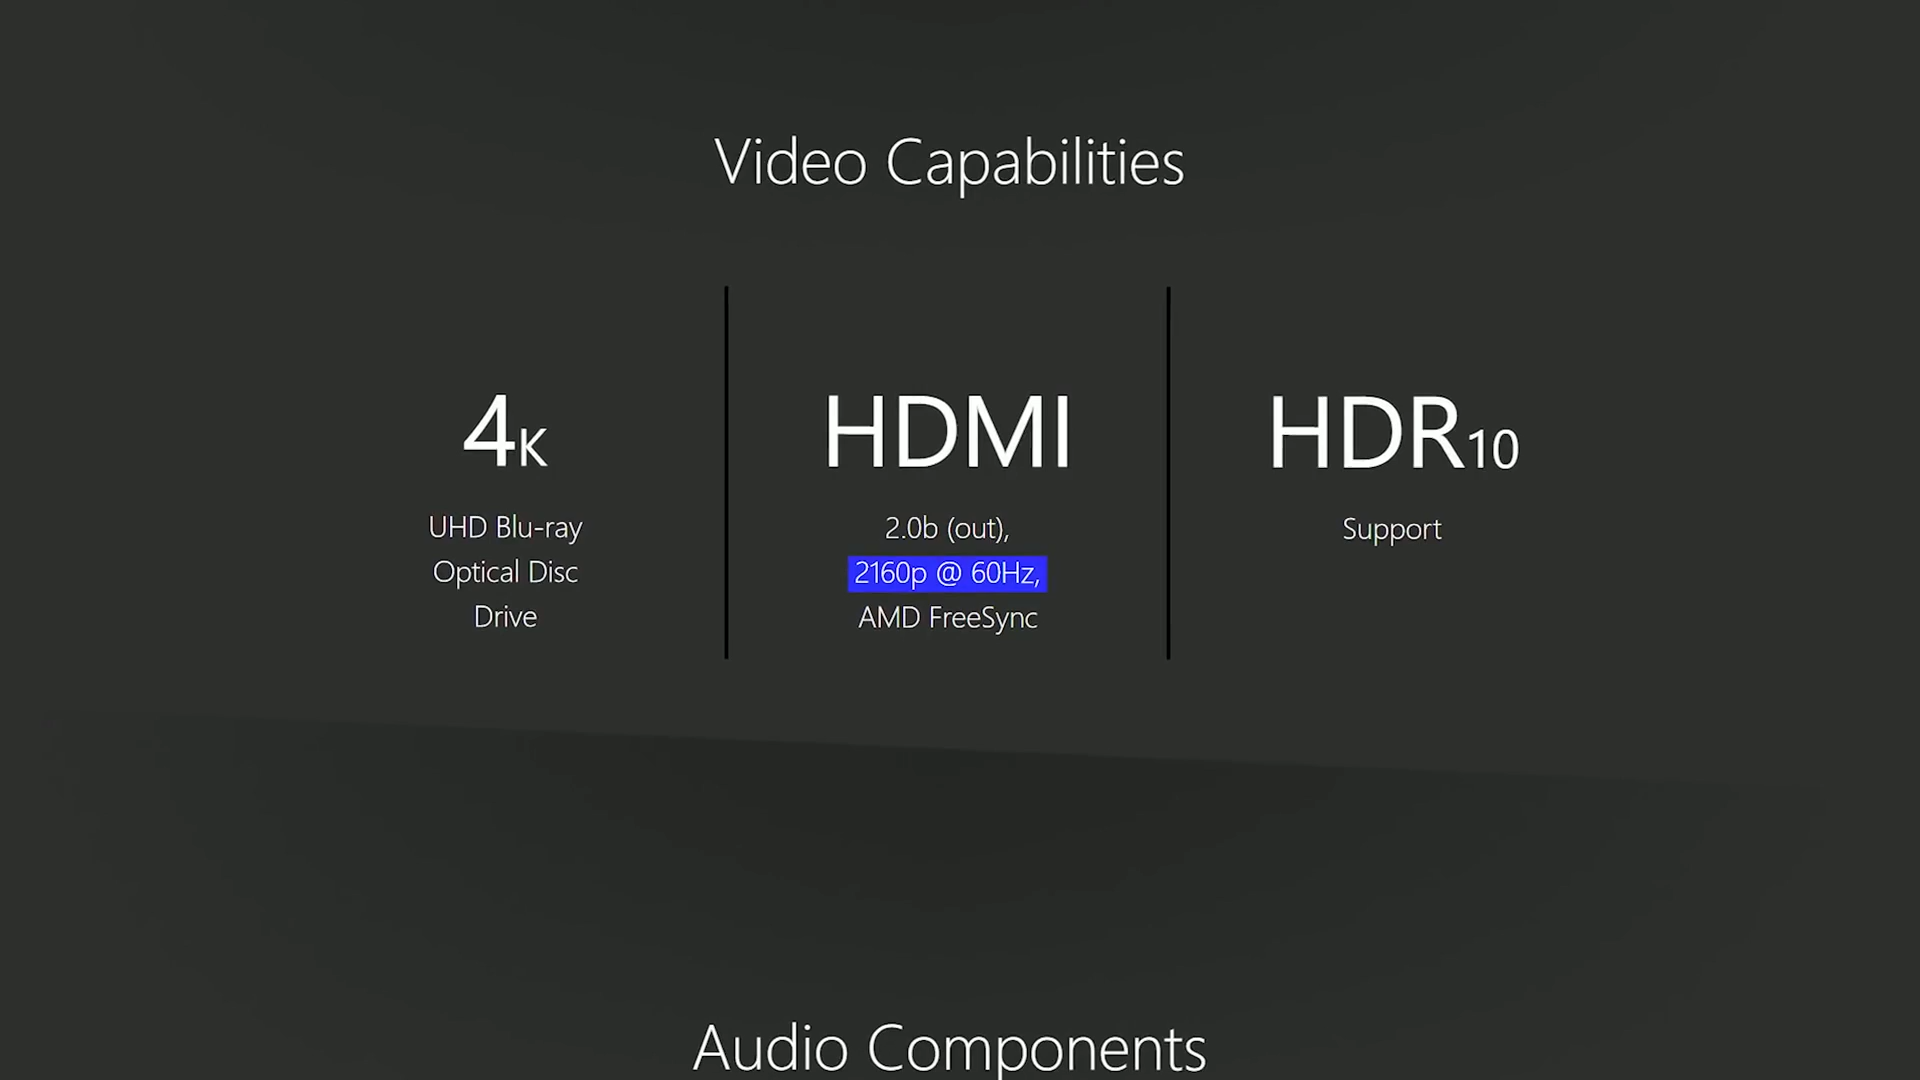 Video Capabilities
4K
UHD Blu-ray
Optical Disc
Drive
HDMI
2.0b (out),
2160p @ 60Hz,
AMD FreeSync
HDR10
Support
Audio Components